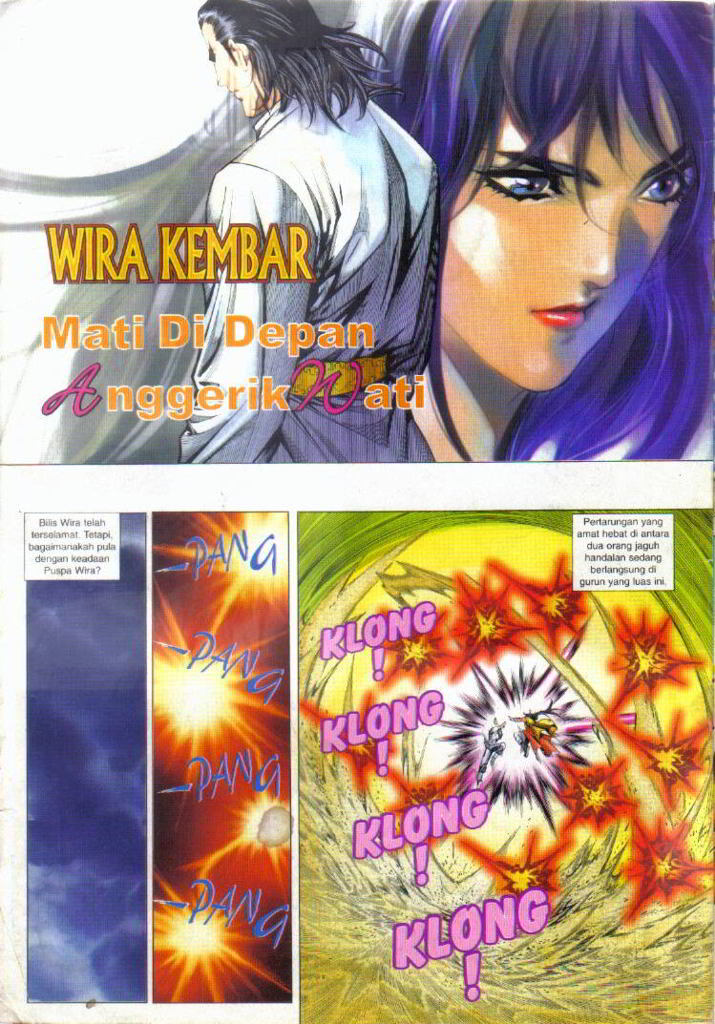 WIRA KEMBAR
Mati Di Depan
Anggerik Wati
Bilis Wira telah
terselamat. Tetapi,
bagaimanakah pula
dengan keadaan
Puspa Wira?
PANG
PANG
PANG
PANG
Pertarungan yang
amat hebat di antara
dua orang jaguh
handalan sedang
berlangsung di
gurun yang luas ini.
KLONG
!
KLONG
!
KLONG
!
KLONG
!